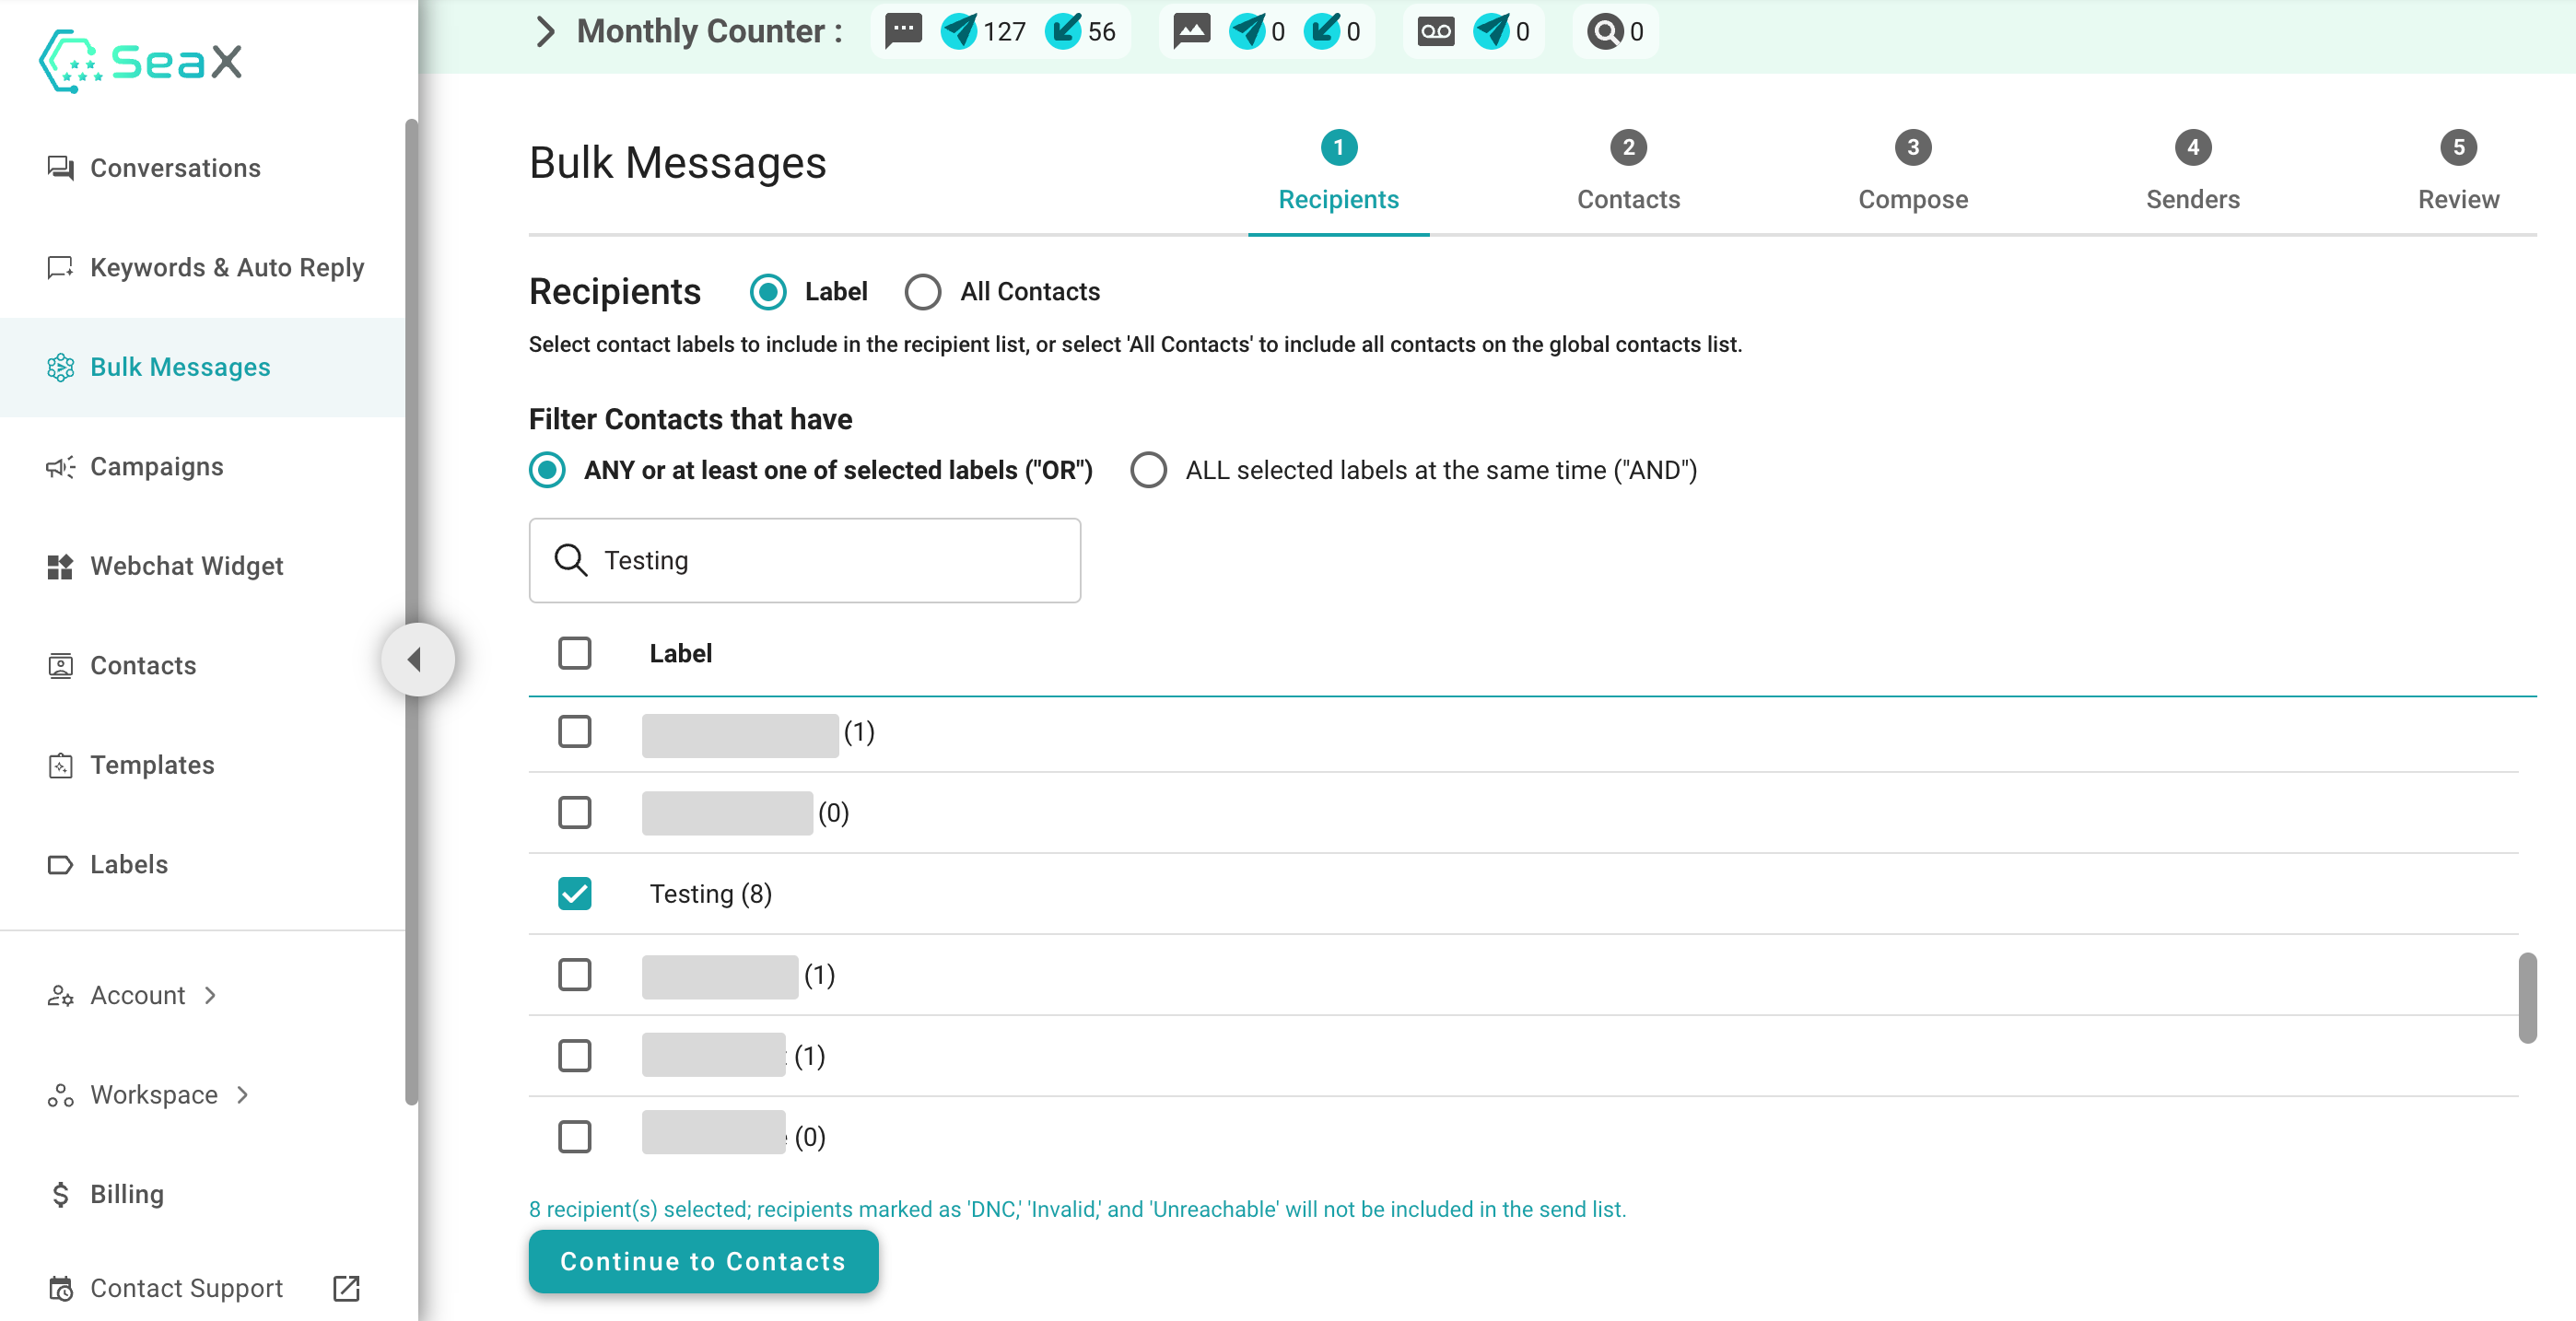 SeaX
Conversations
Keywords & Auto Reply
Bulk Messages
Campaigns
Webchat Widget
Contacts
Templates
Labels
Account
Workspace
Billing
Contact Support
Monthly Counter :
127
56
0
0
0
0
Bulk Messages
1
Recipients
2
Contacts
3
Compose
4
Senders
5
Review
Recipients
Label
All Contacts
Select contact labels to include in the recipient list, or select 'All Contacts' to include all contacts on the global contacts list.
Filter Contacts that have
ANY or at least one of selected labels ("OR")
ALL selected labels at the same time ("AND")
Testing
Label
(1)
(0)
Testing (8)
(1)
(1)
(0)
8 recipient(s) selected; recipients marked as 'DNC,' 'Invalid,' and 'Unreachable' will not be included in the send list.
Continue to Contacts